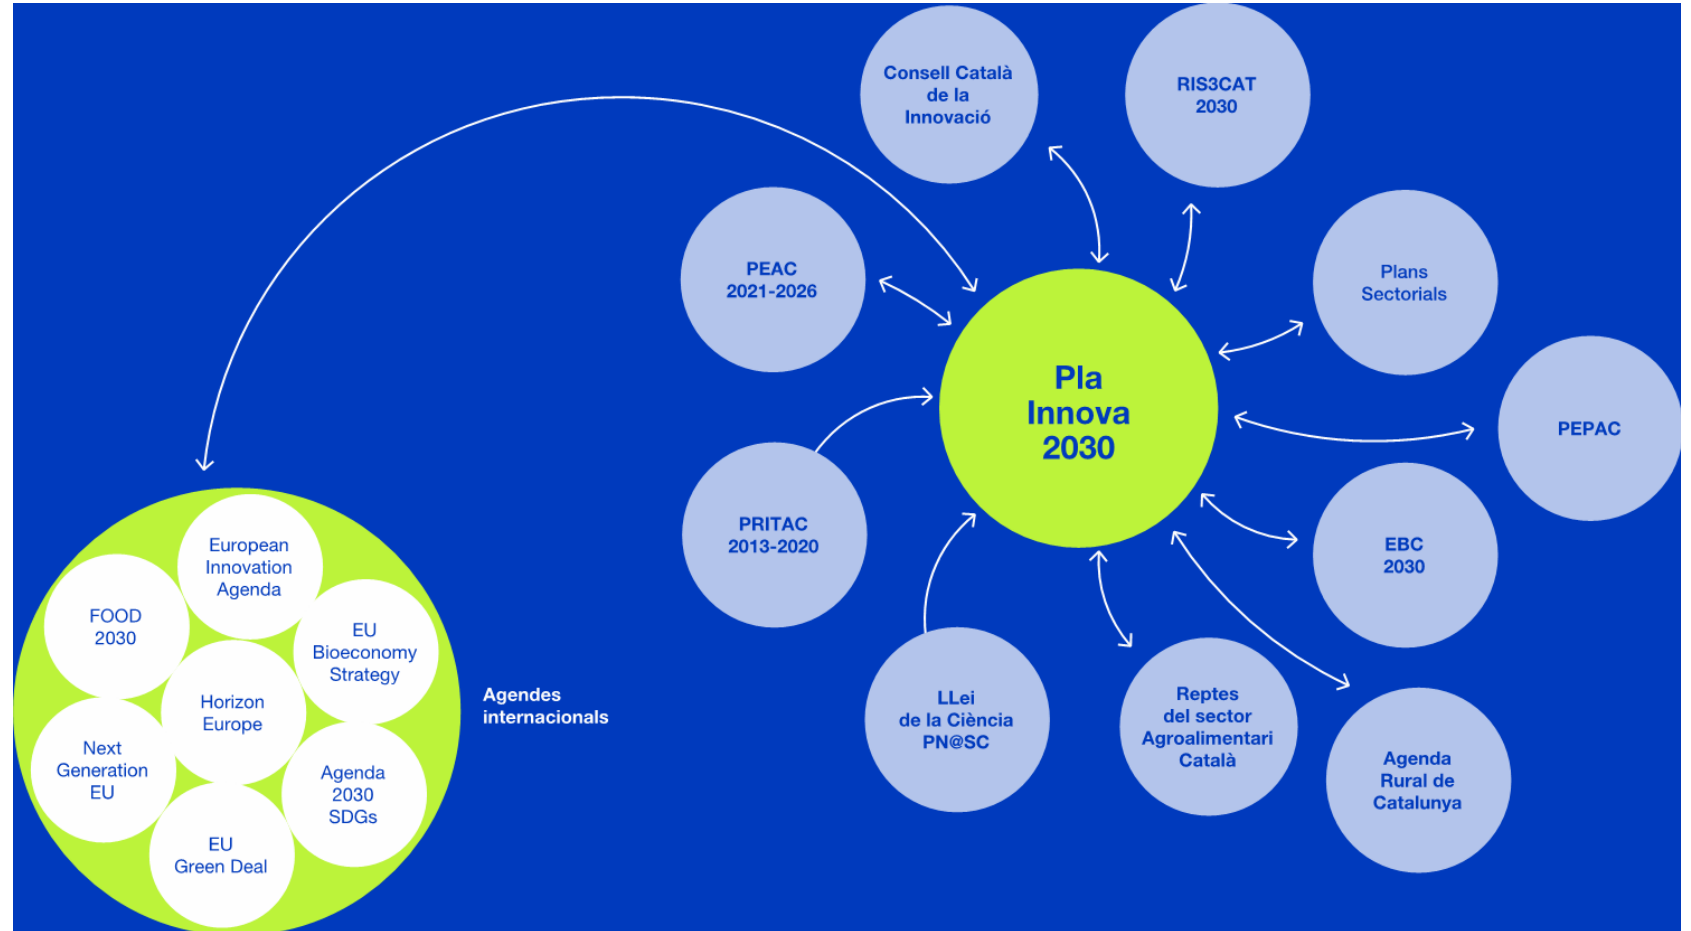 Consell Català
de la
Innovació
RIS3CAT
2030
PEAC
2021-2026
Plans
Sectorials
Pla
Innova
2030
PEPAC
PRITAC
2013-2020
EBC
2030
LLei
de la Ciència
PN@SC
Reptes
del sector
Agroalimentari
Català
Agenda
Rural de
Catalunya
European
Innovation
Agenda
FOOD
2030
EU
Bioeconomy
Strategy
Horizon
Europe
Agendes
internacionals
Next
Generation
EU
Agenda
2030
SDGs
EU
Green Deal